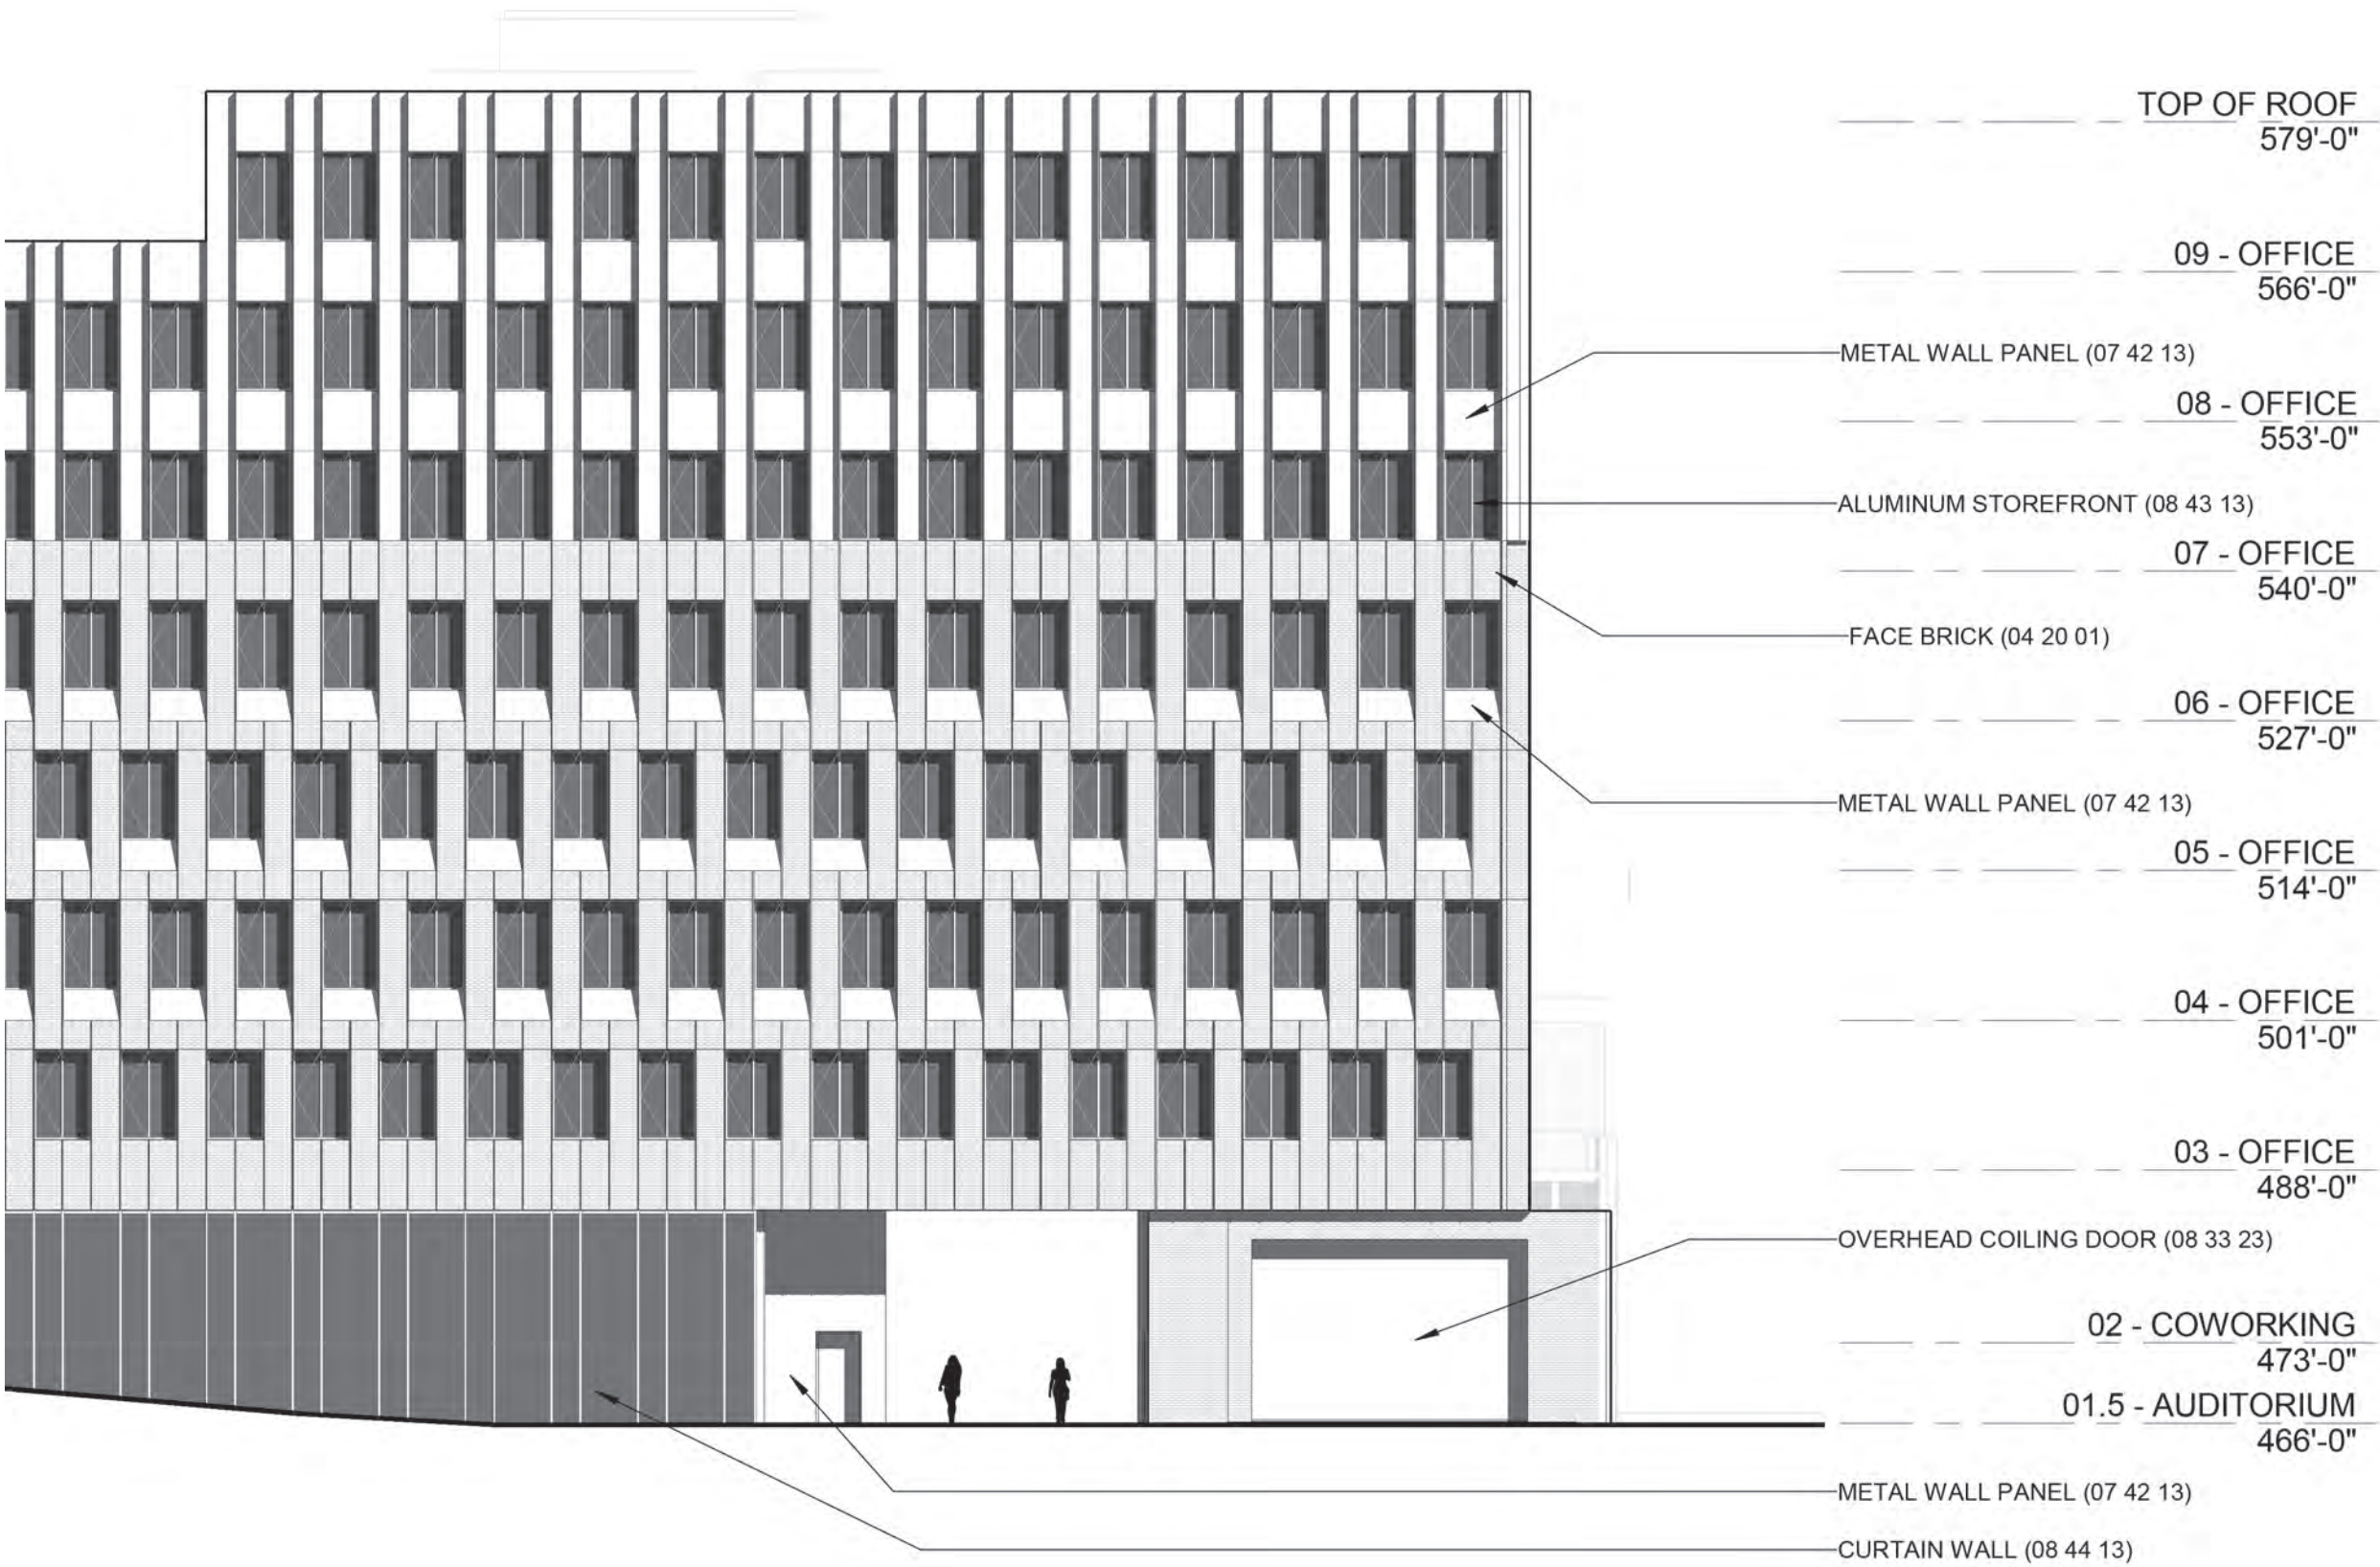 TOP OF ROOF
579'-0"
09 - OFFICE
566'-0"
METAL WALL PANEL (07 42 13)
08 - OFFICE
553'-0"
ALUMINUM STOREFRONT (08 43 13)
07 - OFFICE
540'-0"
FACE BRICK (04 20 01)
06 - OFFICE
527'-0"
METAL WALL PANEL (07 42 13)
05 - OFFICE
514'-0"
04 - OFFICE
501'-0"
03 - OFFICE
488'-0"
OVERHEAD COILING DOOR (08 33 23)
02 - COWORKING
473'-0"
01.5 - AUDITORIUM
466'-0"
METAL WALL PANEL (07 42 13)
CURTAIN WALL (08 44 13)